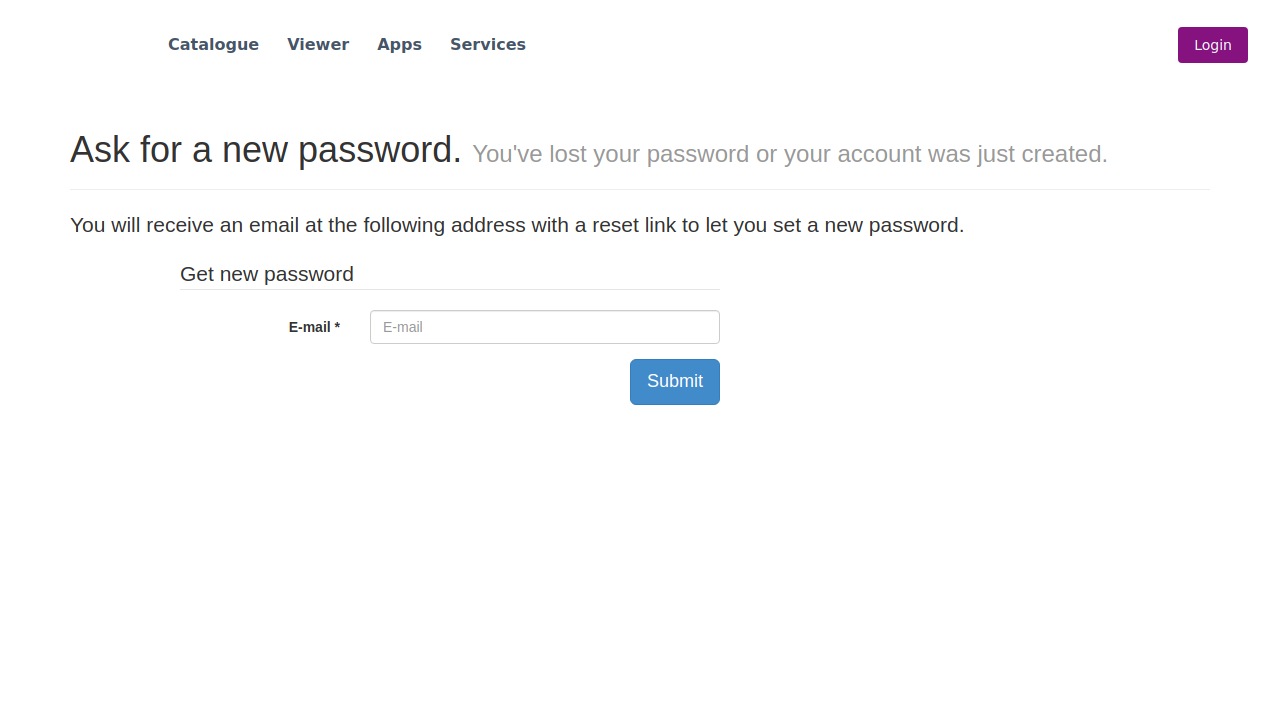 Catalogue Viewer Apps Services Login
Ask for a new password. You've lost your password or your account was just created.
You will receive an email at the following address with a reset link to let you set a new password.
Get new password
E-mail * E-mail
Submit